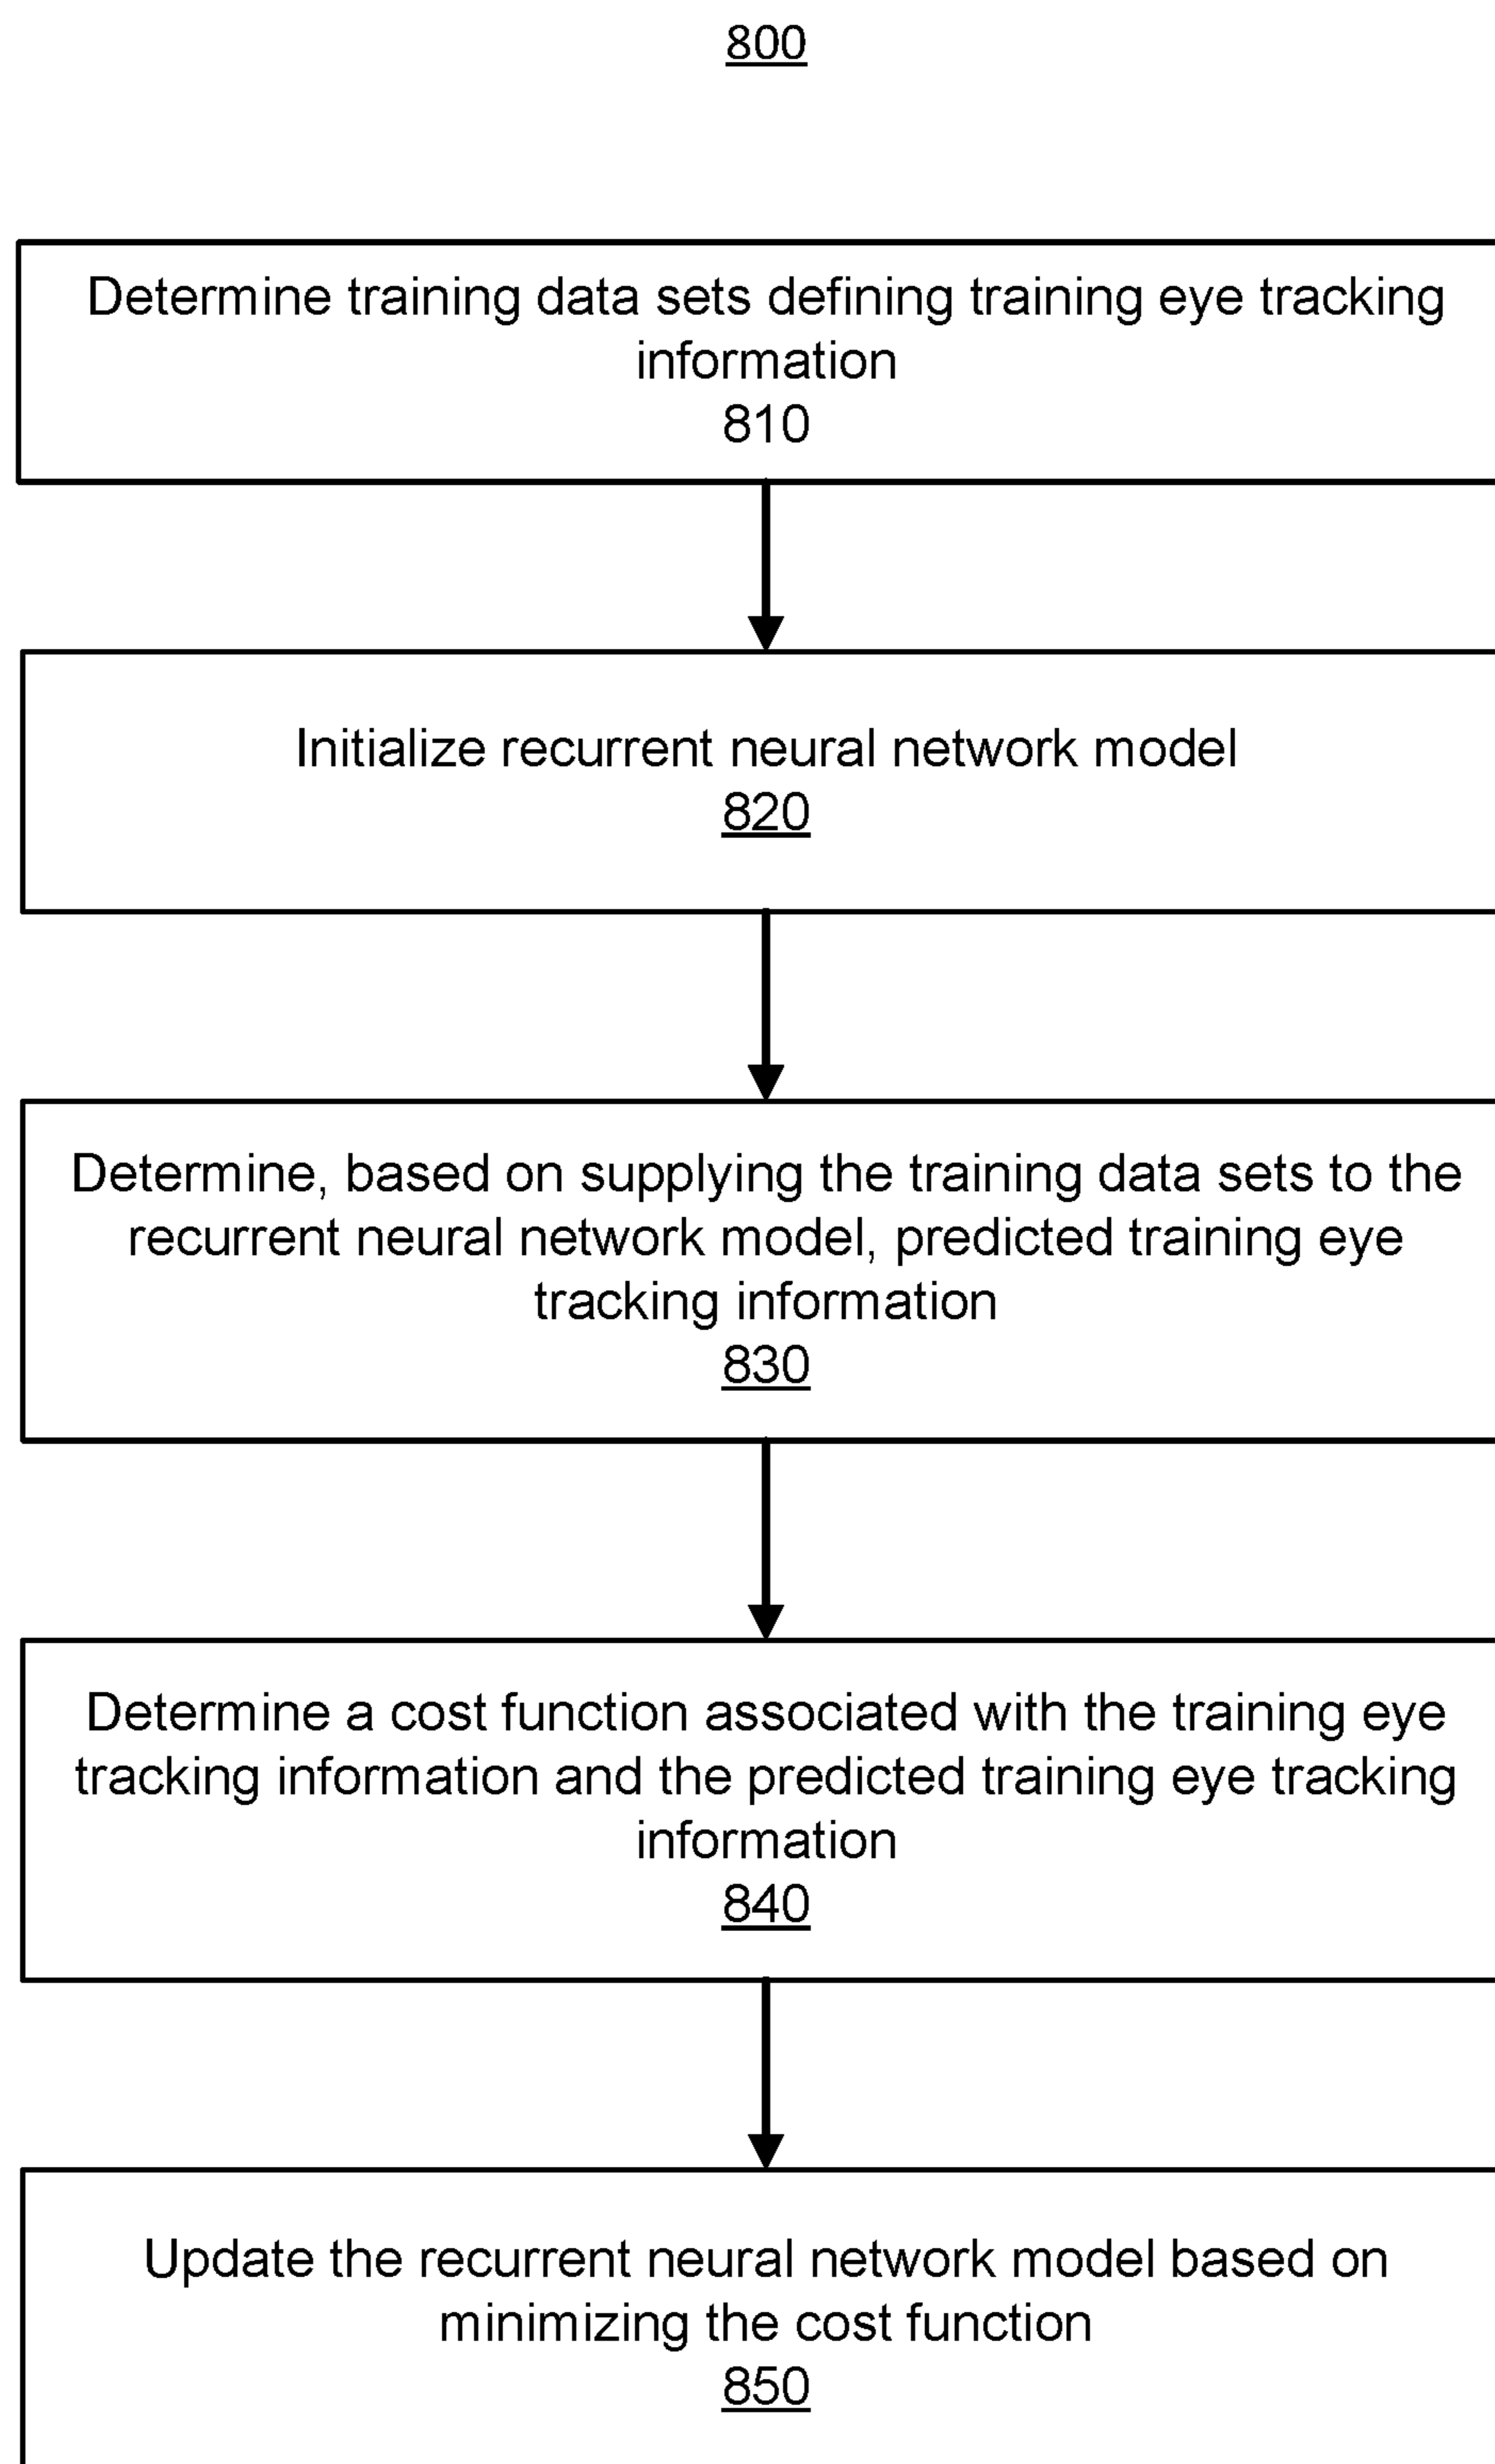 800
Determine training data sets defining training eye tracking
information
810
Initialize recurrent neural network model
820
Determine, based on supplying the training data sets to the
recurrent neural network model, predicted training eye
tracking information
830
Determine a cost function associated with the training eye
tracking information and the predicted training eye tracking
information
840
Update the recurrent neural network model based on
minimizing the cost function
850